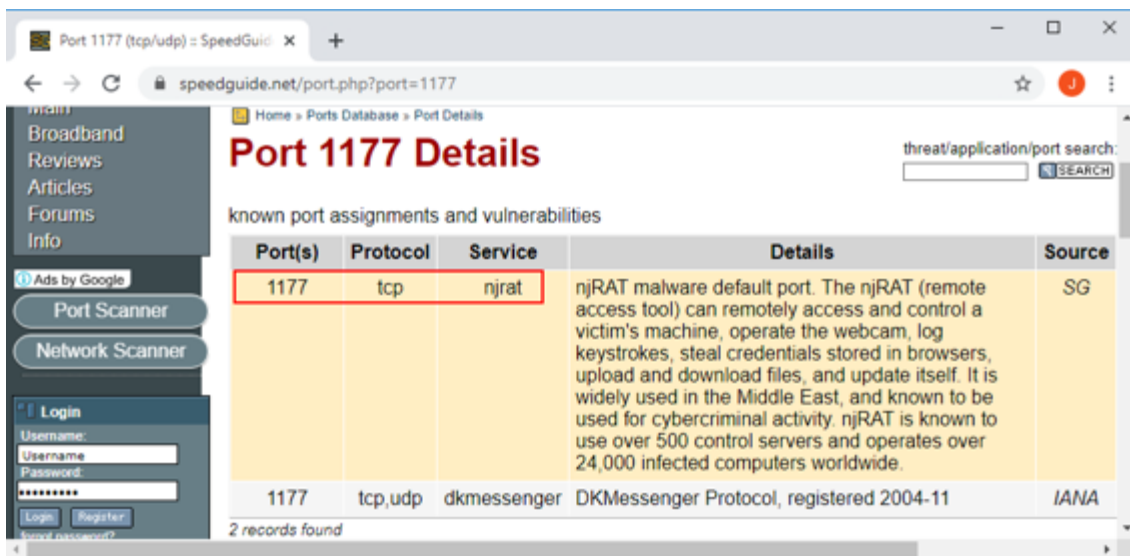 Port 1177 (tcp/udp) :: SpeedGuid
speedguide.net/port.php?port=1177
J
Main
Broadband
Reviews
Articles
Forums
Info
Ads by Google
Port Scanner
Network Scanner
Login
Username:
Username
Password:
•••••••••
Login Register
forgot password?
Home » Ports Database » Port Details
Port 1177 Details
threat/application/port search:
SEARCH
known port assignments and vulnerabilities
Port(s) Protocol Service Details Source
1177 tcp njrat njRAT malware default port. The njRAT (remote SG
access tool) can remotely access and control a
victim's machine, operate the webcam, log
keystrokes, steal credentials stored in browsers,
upload and download files, and update itself. It is
widely used in the Middle East, and known to be
used for cybercriminal activity. njRAT is known to
use over 500 control servers and operates over
24,000 infected computers worldwide.
1177 tcp,udp dkmessenger DKMessenger Protocol, registered 2004-11 IANA
2 records found